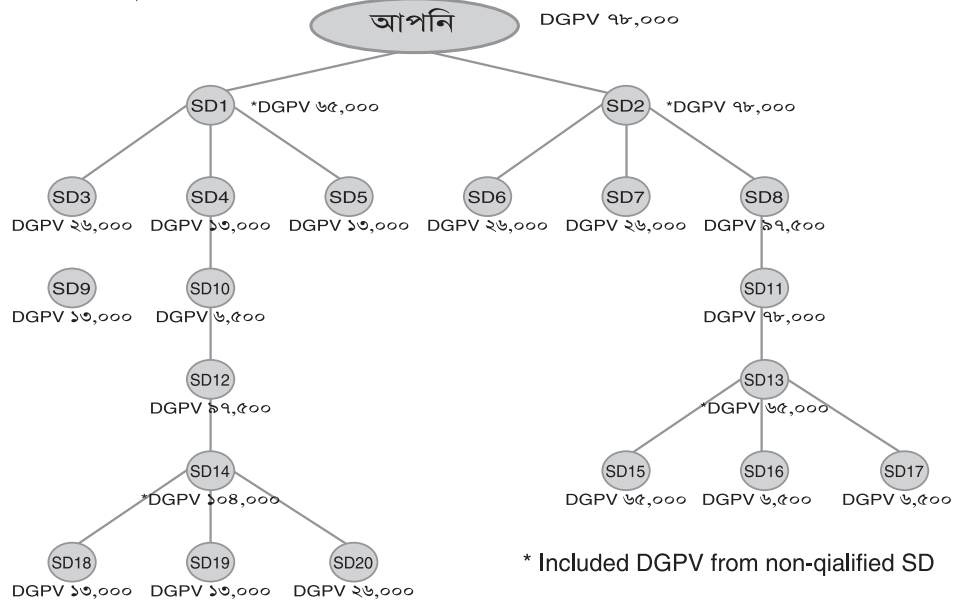 আপনি DGPV ৭৮,০০০
SD1 *DGPV ৬৫,০০০ SD2 *DGPV ৭৮,০০০
SD3 SD4 SD5 SD6 SD7 SD8
DGPV ২৬,০০০ DGPV ১৩,০০০ DGPV ১৩,০০০ DGPV ২৬,০০০ DGPV ২৬,০০০ DGPV ৯৭,৫০০
SD9 SD10 SD11
DGPV ১৩,০০০ DGPV ৬,৫০০ DGPV ৭৮,০০০
SD12 SD13
DGPV ৯৭,৫০০ *DGPV ৬৫,০০০
SD14 SD15 SD16 SD17
*DGPV ১০৪,০০০ DGPV ৬৫,০০০ DGPV ৬,৫০০ DGPV ৬,৫০০
SD18 SD19 SD20 * Included DGPV from non-qialified SD
DGPV ১৩,০০০ DGPV ১৩,০০০ DGPV ২৬,০০০